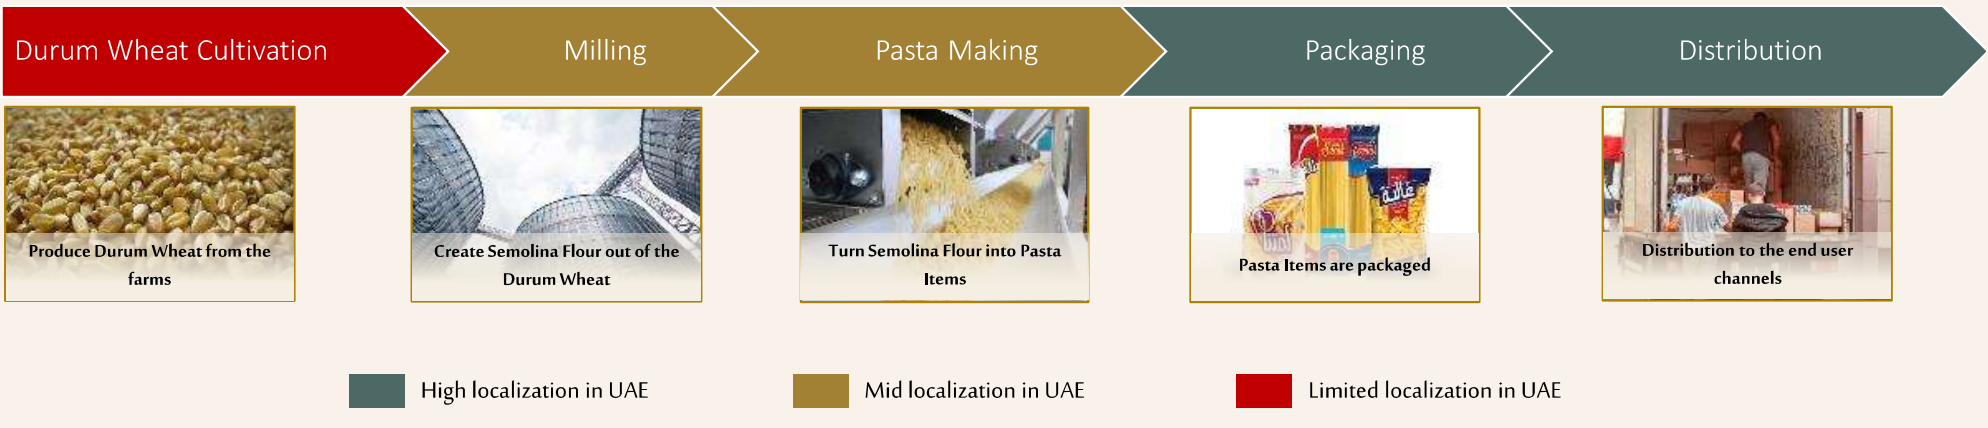 Durum Wheat Cultivation
Milling
Pasta Making
Packaging
Distribution
Produce Durum Wheat from the
farms
Create Semolina Flour out of the
Durum Wheat
Turn Semolina Flour into Pasta
Items
Pasta Items are packaged
Distribution to the end user
channels
High localization in UAE
Mid localization in UAE
Limited localization in UAE